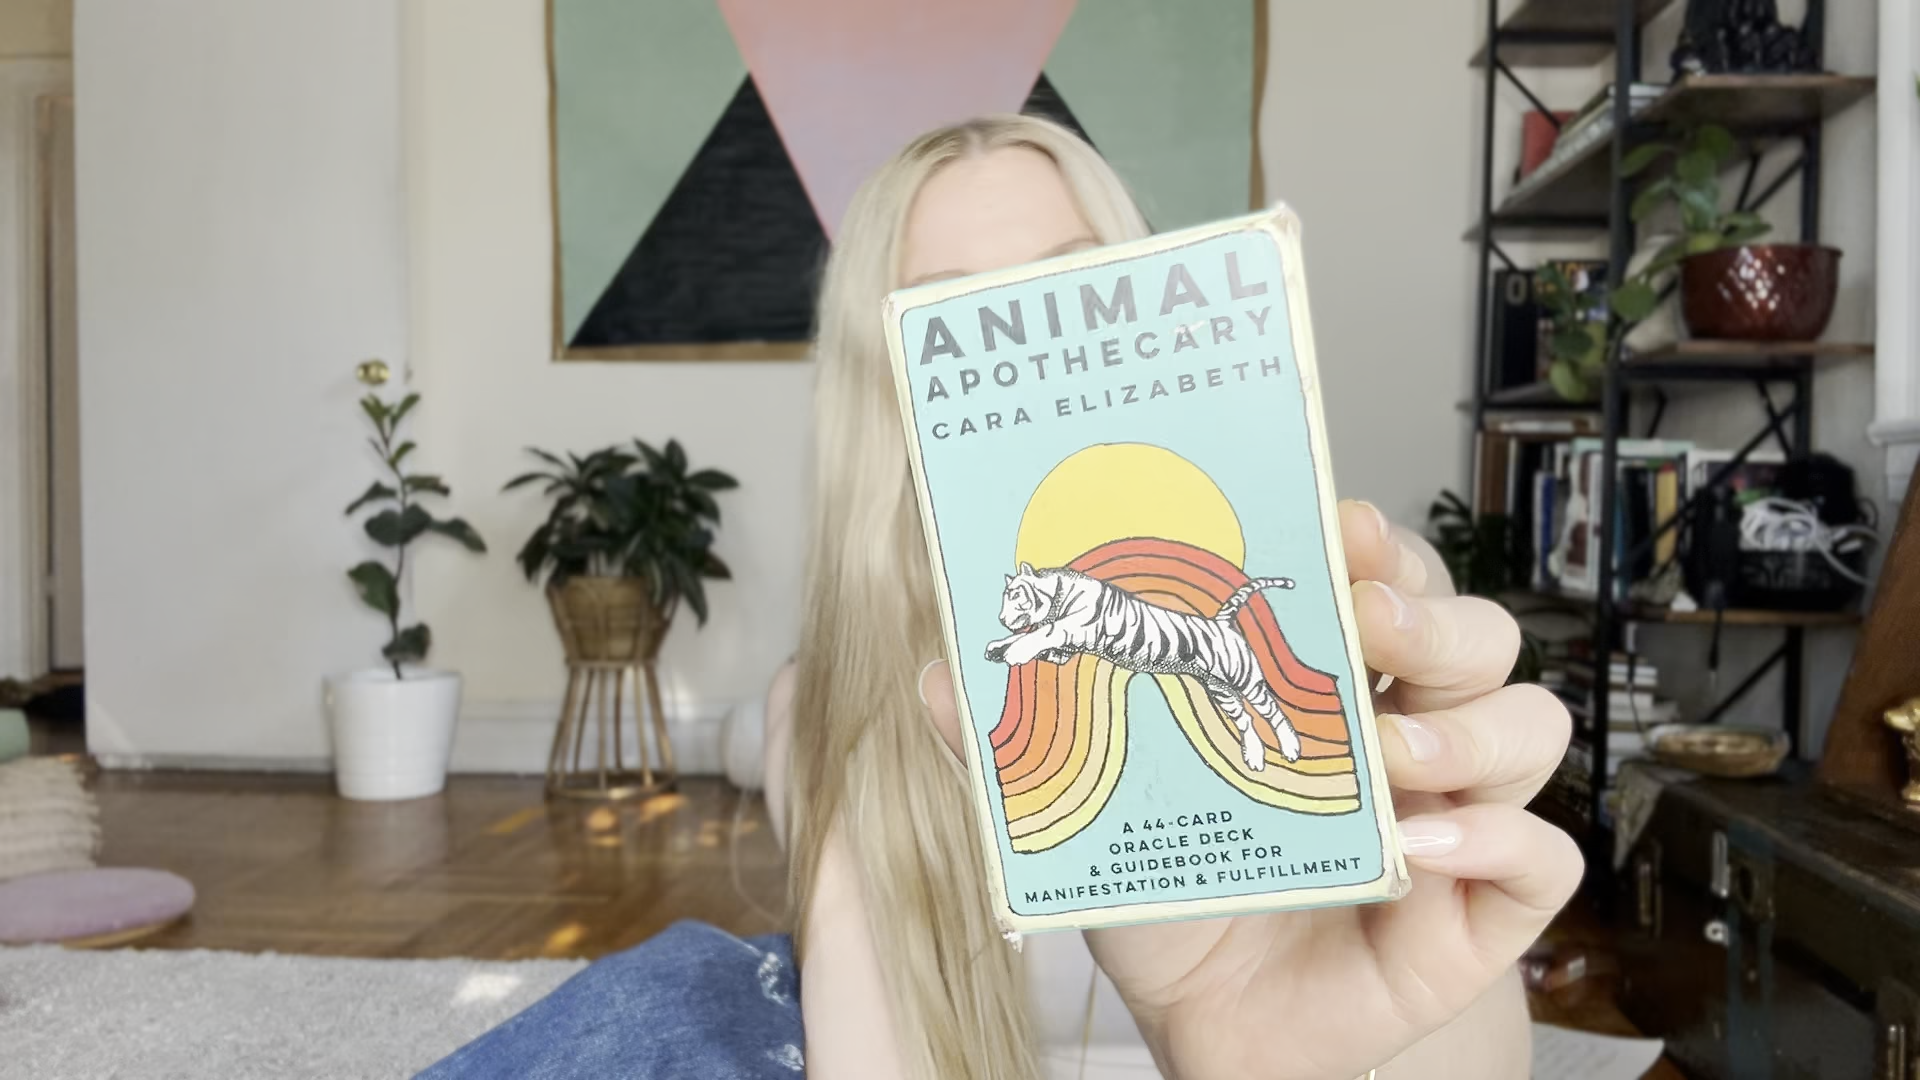 ANIMAL
APOTHECARY
CARA ELIZABETH
A 44-CARD
ORACLE DECK
& GUIDEBOOK FOR
MANIFESTATION & FULFILLMENT